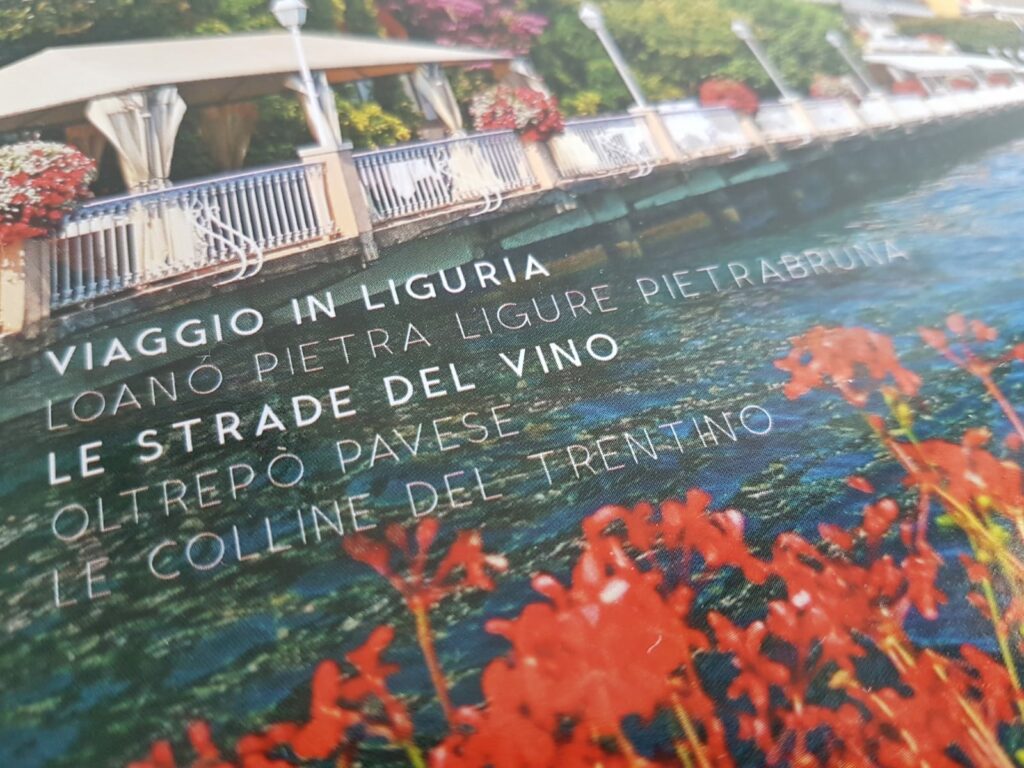 VIAGGIO IN LIGURIA
LOANO PIETRA LIGURE PIETRABRUNA
LE STRADE DEL VINO
OLTREPÒ PAVESE -
LE COLLINE DEL TRENTINO